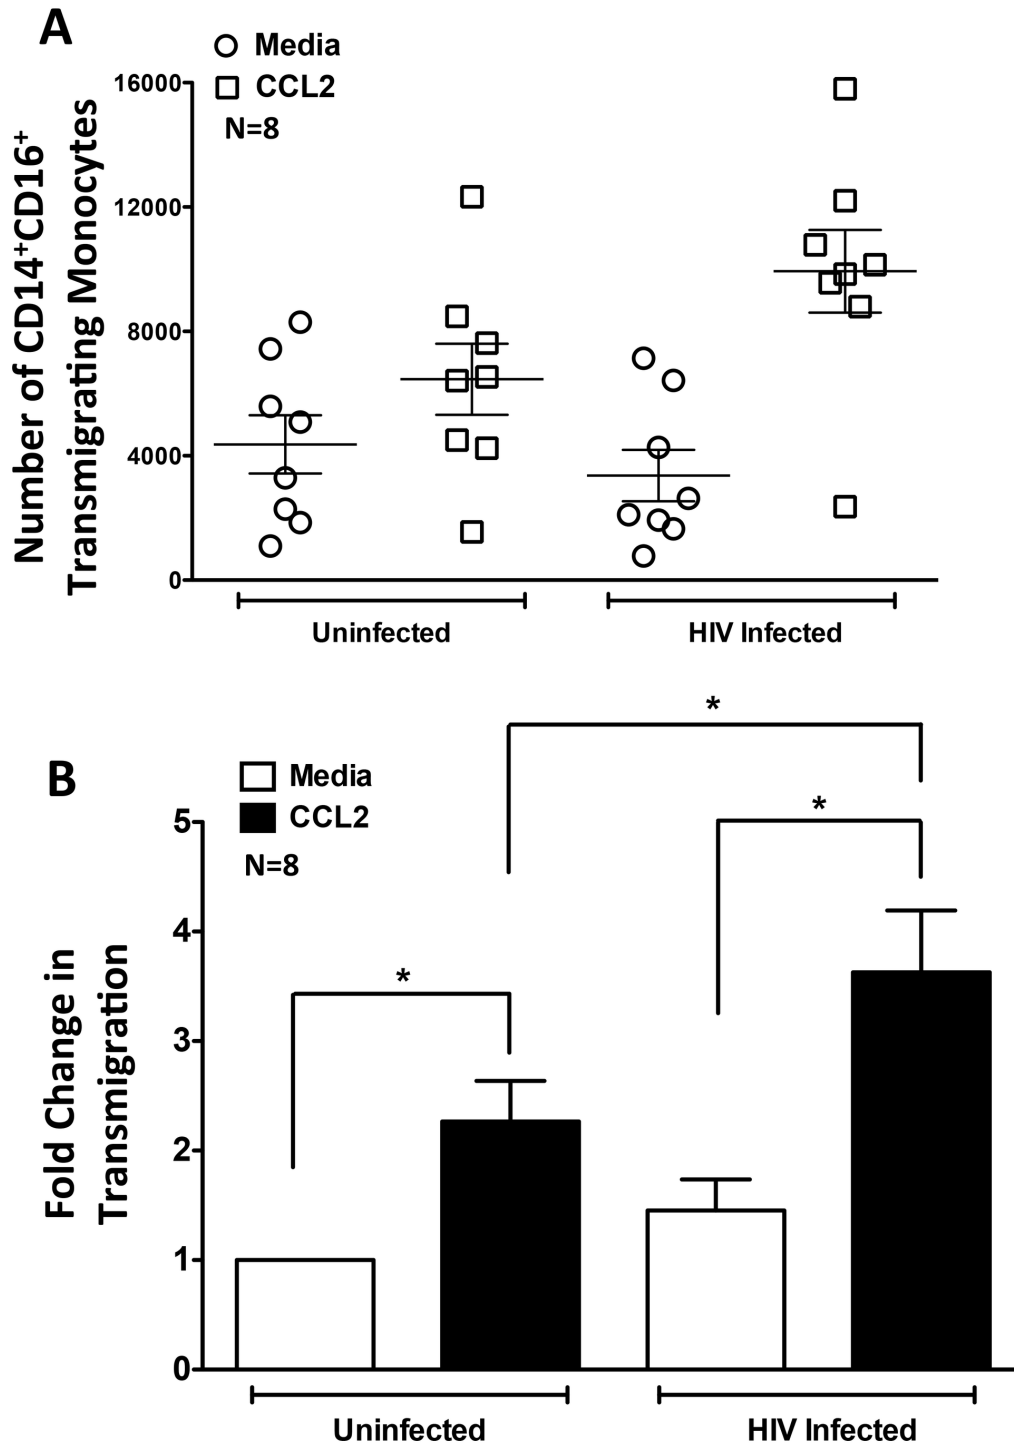 A
Media
CCL2
N=8
Number of CD14⁺CD16⁺
Transmigrating Monocytes
16000
12000
8000
4000
0
Uninfected
HIV Infected
B
Media
CCL2
N=8
*
*
*
Fold Change in
Transmigration
5
4
3
2
1
0
Uninfected
HIV Infected